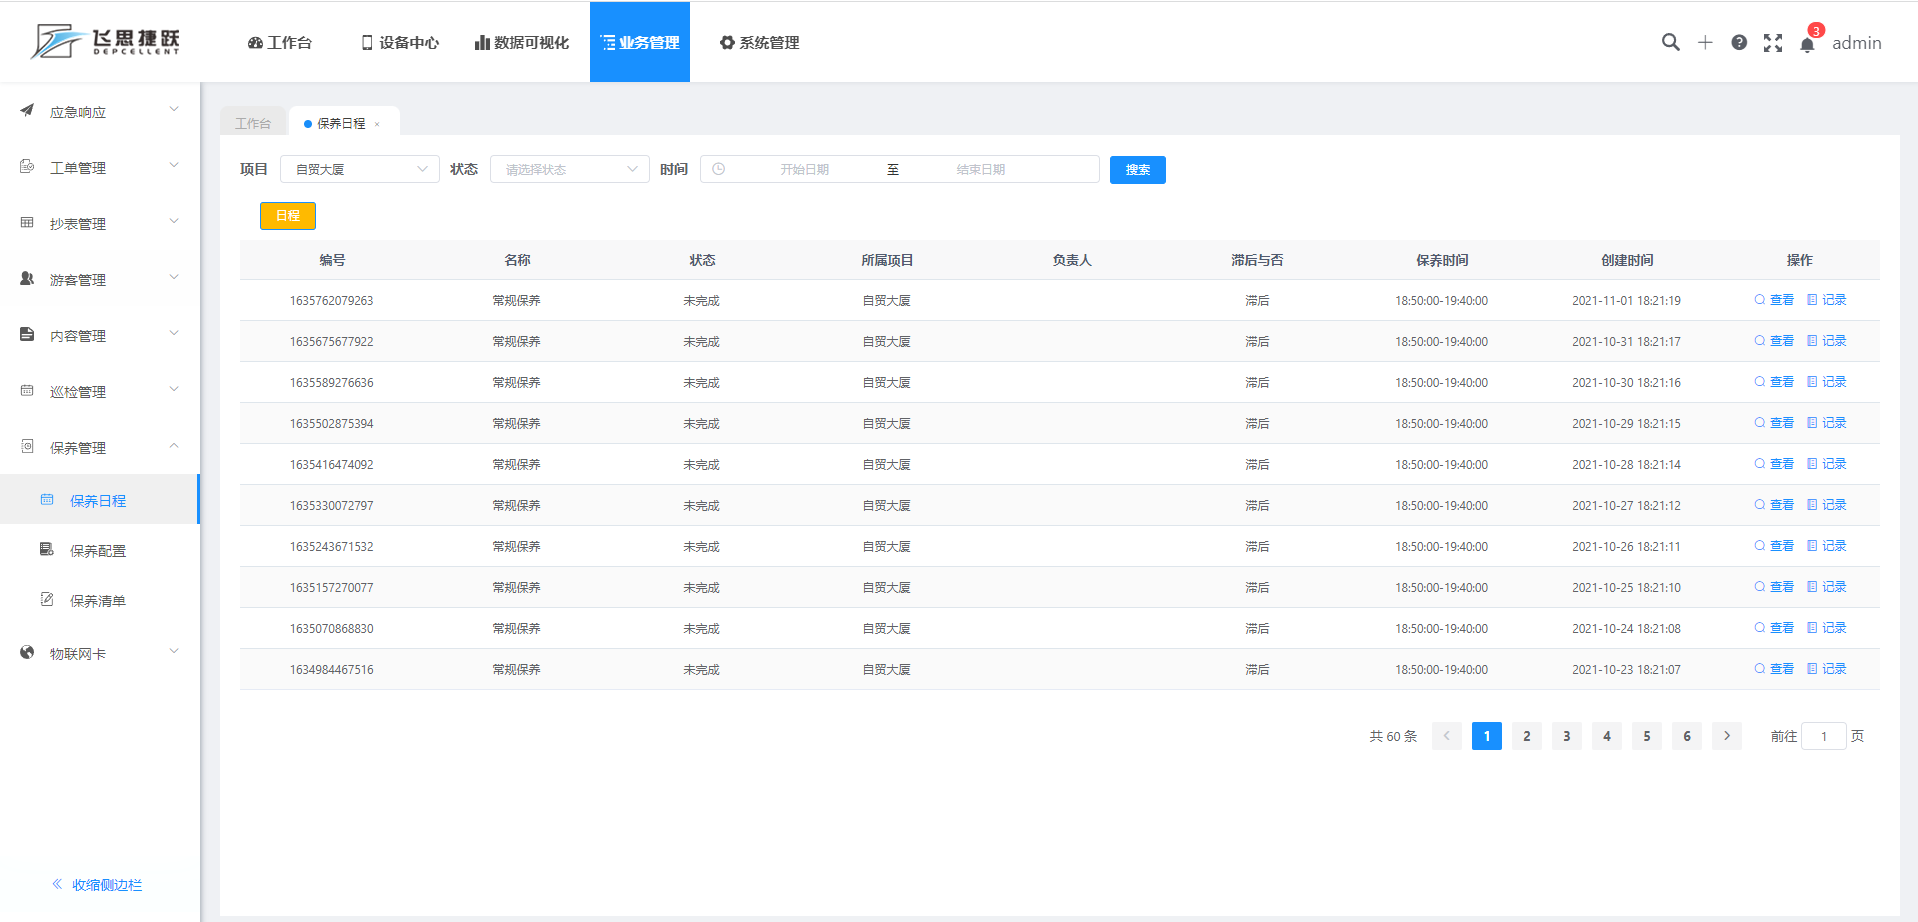 飞思捷跃
DEPCELLENT
工作台 设备中心 数据可视化 业务管理 系统管理 3 admin
应急响应
工单管理
抄表管理
游客管理
内容管理
巡检管理
保养管理
保养日程
保养配置
保养清单
物联网卡
收缩侧边栏
工作台 保养日程 ×
项目 自贸大厦 状态 请选择状态 时间 开始日期 至 结束日期 搜索
日程
编号 名称 状态 所属项目 负责人 滞后与否 保养时间 创建时间 操作
1635762079263 常规保养 未完成 自贸大厦 滞后 18:50:00-19:40:00 2021-11-01 18:21:19 查看 记录
1635675677922 常规保养 未完成 自贸大厦 滞后 18:50:00-19:40:00 2021-10-31 18:21:17 查看 记录
1635589276636 常规保养 未完成 自贸大厦 滞后 18:50:00-19:40:00 2021-10-30 18:21:16 查看 记录
1635502875394 常规保养 未完成 自贸大厦 滞后 18:50:00-19:40:00 2021-10-29 18:21:15 查看 记录
1635416474092 常规保养 未完成 自贸大厦 滞后 18:50:00-19:40:00 2021-10-28 18:21:14 查看 记录
1635330072797 常规保养 未完成 自贸大厦 滞后 18:50:00-19:40:00 2021-10-27 18:21:12 查看 记录
1635243671532 常规保养 未完成 自贸大厦 滞后 18:50:00-19:40:00 2021-10-26 18:21:11 查看 记录
1635157270077 常规保养 未完成 自贸大厦 滞后 18:50:00-19:40:00 2021-10-25 18:21:10 查看 记录
1635070868830 常规保养 未完成 自贸大厦 滞后 18:50:00-19:40:00 2021-10-24 18:21:08 查看 记录
1634984467516 常规保养 未完成 自贸大厦 滞后 18:50:00-19:40:00 2021-10-23 18:21:07 查看 记录
共 60 条 1 2 3 4 5 6 前往 1 页